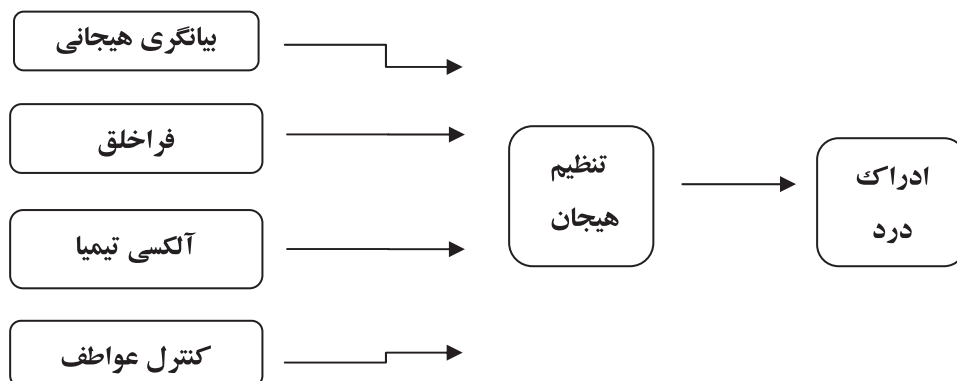 بیانگری هیجانی
فراخلق
آلکسی تیمیا
کنترل عواطف
تنظیم
هیجان
ادراک
درد